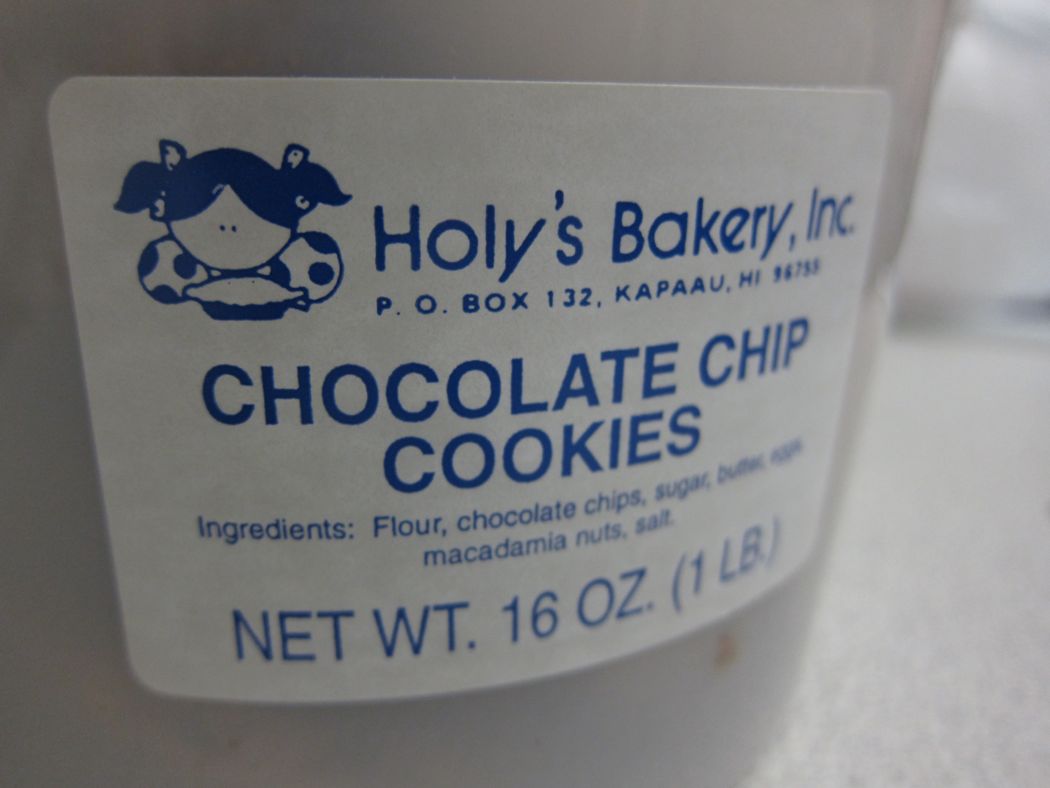 Holy's Bakery, Inc.
P. O. BOX 132, KAPAAU, HI 96755
CHOCOLATE CHIP
COOKIES
Ingredients: Flour, chocolate chips, sugar, butter, eggs,
macadamia nuts, salt.
NET WT. 16 OZ. (1 LB.)